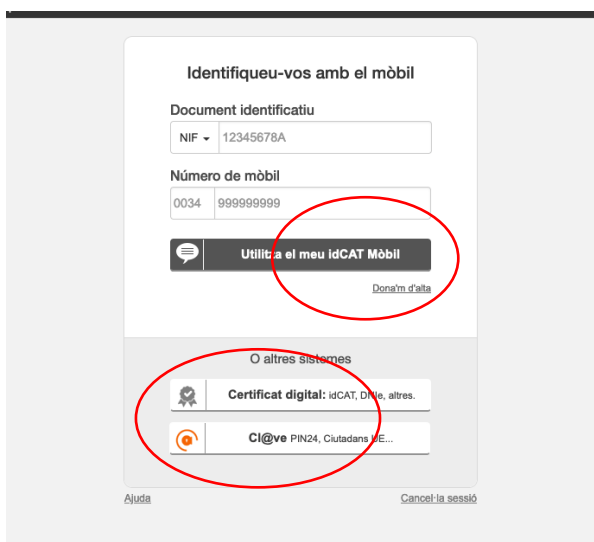 Identifiqueu-vos amb el mòbil
Document identificatiu
NIF 12345678A
Número de mòbil
0034 999999999
Utilitza el meu idCAT Mòbil
Dona'm d'alta
O altres sistemes
Certificat digital: idCAT, DNIe, altres.
Cl@ve PIN24, Ciutadans UE...
Ajuda
Cancel·la sessió